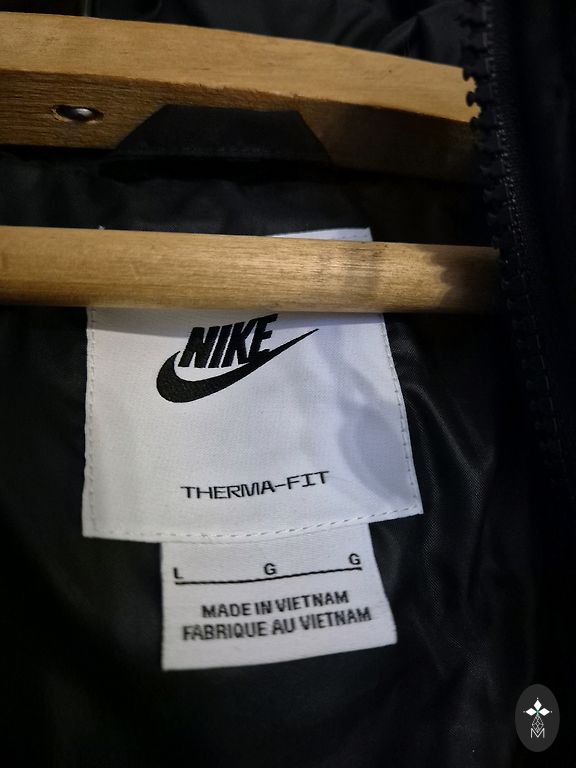 NIKE
THERMA-FIT
L G G
MADE IN VIETNAM
FABRIQUE AU VIETNAM
M